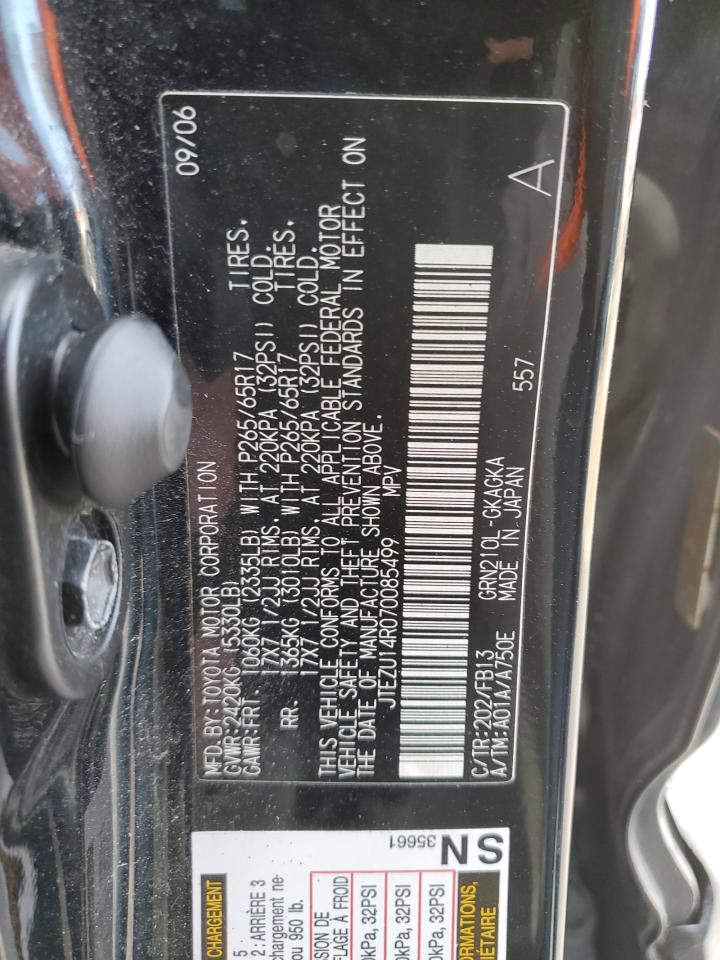 MFD. BY: TOYOTA MOTOR CORPORATION 09/06
GVWR: 2420KG (5330LB)
GAWR: FRT. 1060KG (2335LB) WITH P265/65R17 TIRES.
17X7 1/2JJ RIMS. AT 220KPA (32PSI) COLD.
RR. 1365KG (3010LB) WITH P265/65R17 TIRES.
17X7 1/2JJ RIMS. AT 220KPA (32PSI) COLD.
THIS VEHICLE CONFORMS TO ALL APPLICABLE FEDERAL MOTOR
VEHICLE SAFETY AND THEFT PREVENTION STANDARDS IN EFFECT ON
THE DATE OF MANUFACTURE SHOWN ABOVE.
JTEZU14R070085499 MPV
C/TR: 202/FB13 GRN210L-GKAGKA 557
A/TM: A01A/A750E MADE IN JAPAN A
CHARGEMENT
5
2: ARRIÈRE 3
chargement ne
ou 950 lb.
SSION DE
FLAGE À FROID
0kPa, 32PSI
0kPa, 32PSI
0kPa, 32PSI
FORMATIONS,
IÉTAIRE
35661
SN